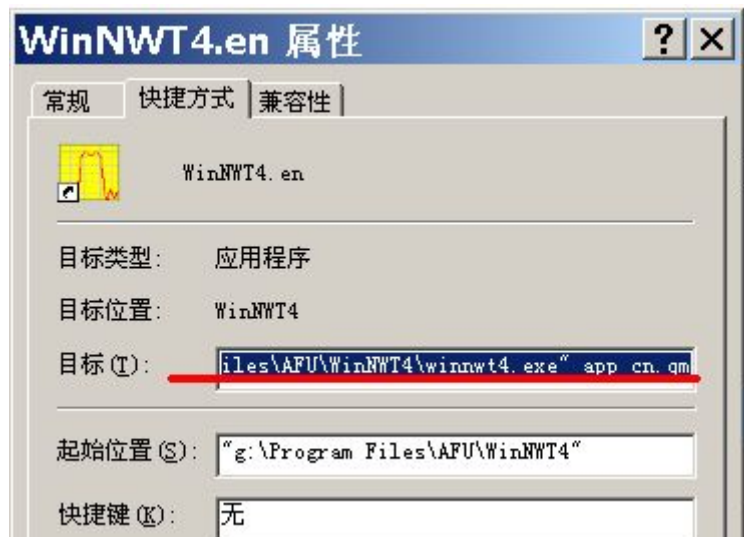 WinNWT4.en 属性
? ×
常规 快捷方式 兼容性
WinNWT4.en
目标类型: 应用程序
目标位置: WinNWT4
目标(T): iles\AFU\WinNWT4\winnwt4.exe" app_cn.qm
起始位置(S): "g:\Program Files\AFU\WinNWT4"
快捷键(K): 无